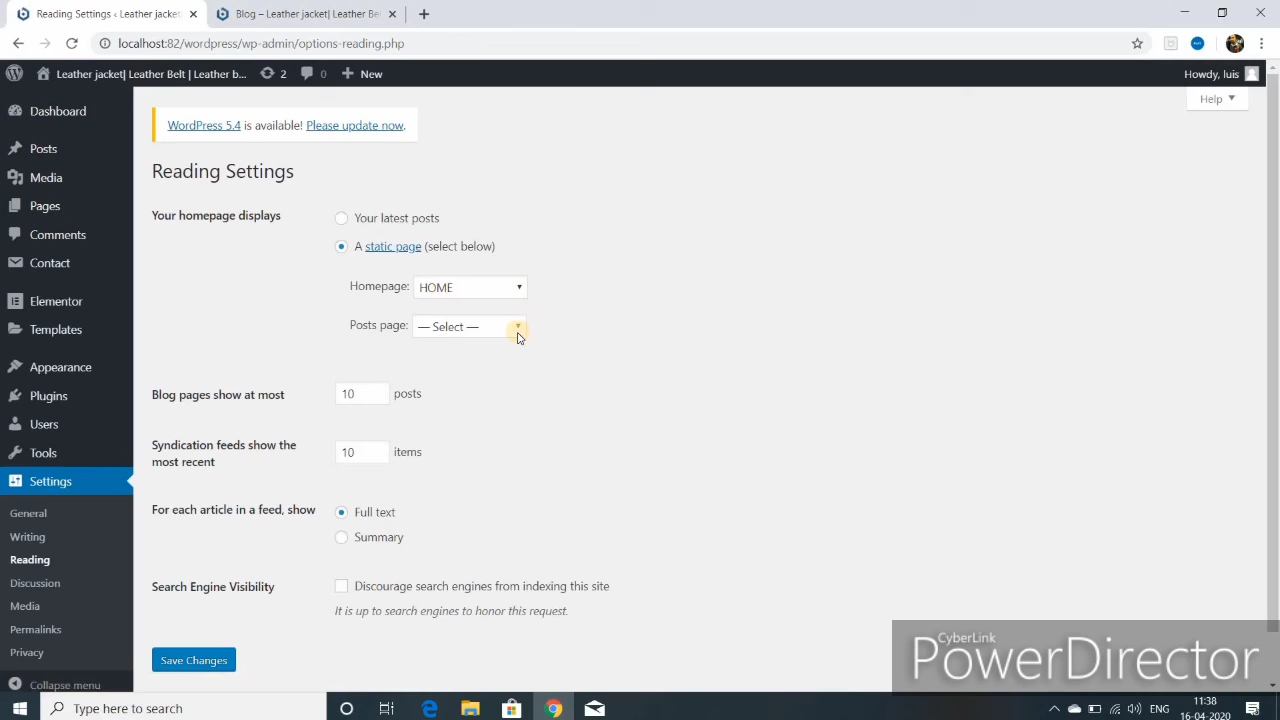 Reading Settings ‹ Leather jacket
Blog – Leather jacket| Leather Bel
localhost:82/wordpress/wp-admin/options-reading.php
Leather jacket| Leather Belt | Leather b...
2
0
New
Howdy, luis
Help
Dashboard
Posts
Media
Pages
Comments
Contact
Elementor
Templates
Appearance
Plugins
Users
Tools
Settings
General
Writing
Reading
Discussion
Media
Permalinks
Privacy
Collapse menu
WordPress 5.4 is available! Please update now.
Reading Settings
Your homepage displays
Your latest posts
A static page (select below)
Homepage: HOME
Posts page: — Select —
Blog pages show at most 10 posts
Syndication feeds show the
most recent
10 items
For each article in a feed, show
Full text
Summary
Search Engine Visibility
Discourage search engines from indexing this site
It is up to search engines to honor this request.
Save Changes
CyberLink
PowerDirector
Type here to search
ENG
11:38
16-04-2020